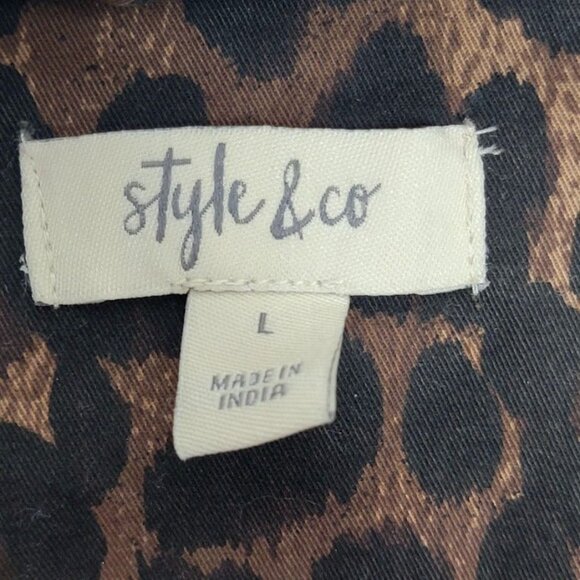 style & co
L
MADE IN
INDIA